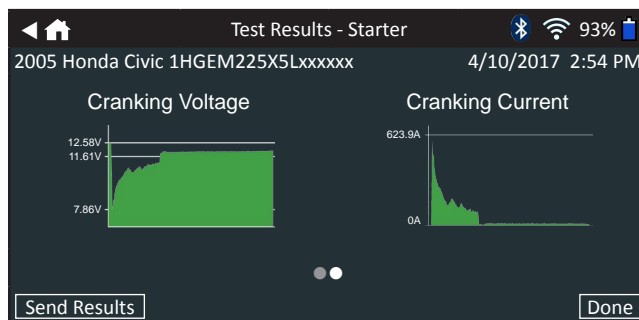 Test Results - Starter 93%
2005 Honda Civic 1HGEM225X5Lxxxxxx 4/10/2017 2:54 PM
Cranking Voltage Cranking Current
12.58V
11.61V
7.86V
623.9A
0A
Send Results Done